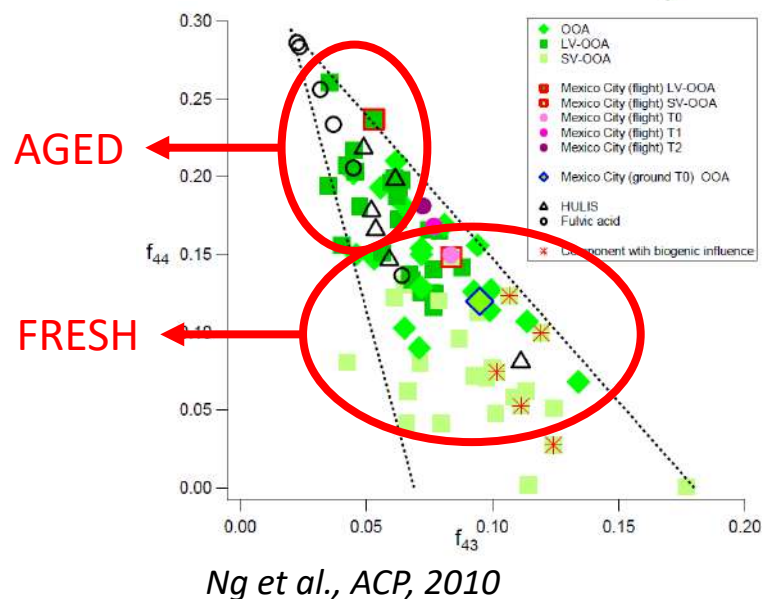 AGED
FRESH
f44
0.30
0.25
0.20
0.15
0.10
0.05
0.00
0.00
0.05
0.10
0.15
0.20
f43
OOA
LV-OOA
SV-OOA
Mexico City (flight) LV-OOA
Mexico City (flight) SV-OOA
Mexico City (flight) T0
Mexico City (flight) T1
Mexico City (flight) T2
Mexico City (ground T0) OOA
HULIS
Fulvic acid
Component wtih biogenic influence
Ng et al., ACP, 2010